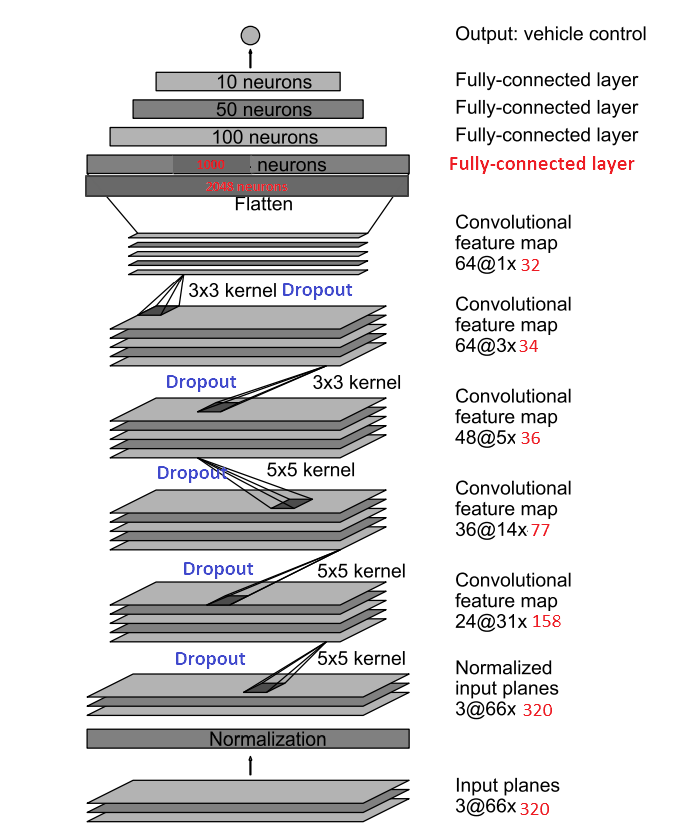 Output: vehicle control
10 neurons
Fully-connected layer
50 neurons
Fully-connected layer
100 neurons
Fully-connected layer
1000 neurons
Fully-connected layer
2048 neurons
Flatten
Convolutional
feature map
64@1x 32
3x3 kernel Dropout
Convolutional
feature map
64@3x 34
Dropout
3x3 kernel
Convolutional
feature map
48@5x 36
Dropout
5x5 kernel
Convolutional
feature map
36@14x 77
Dropout
5x5 kernel
Convolutional
feature map
24@31x 158
Dropout
5x5 kernel
Normalized
input planes
3@66x 320
Normalization
Input planes
3@66x 320